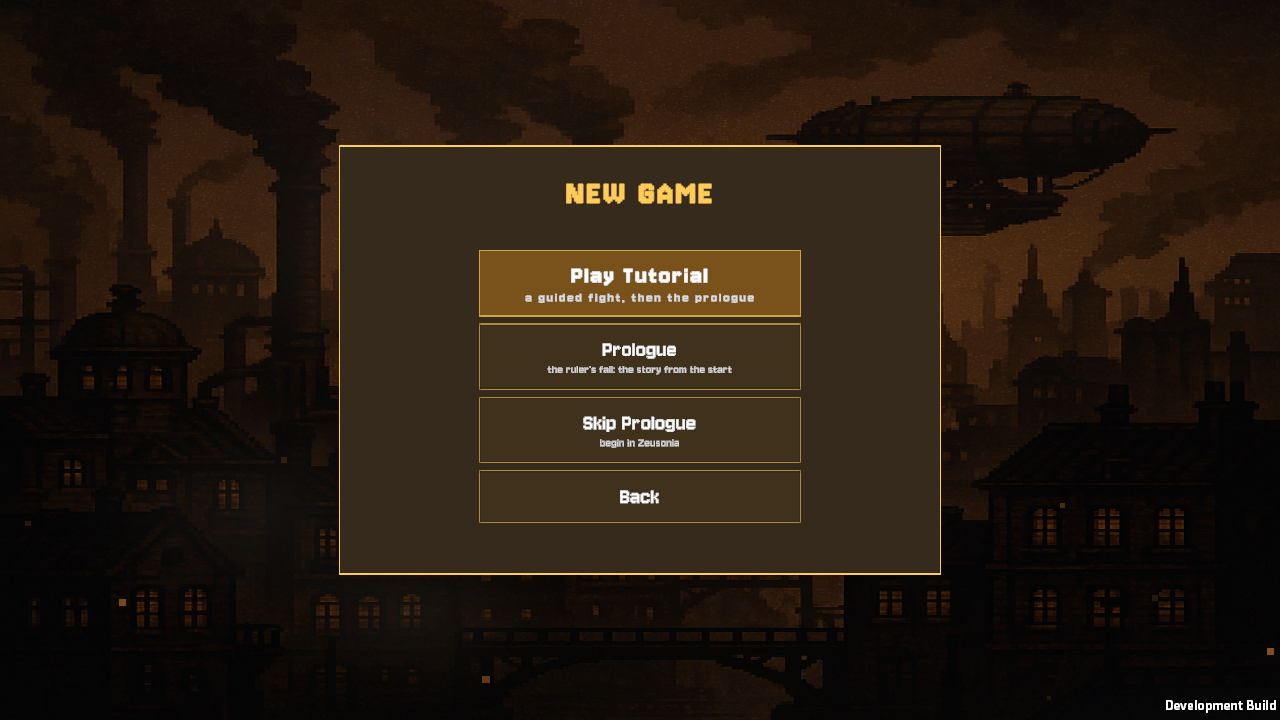 NEW GAME
Play Tutorial
a guided fight, then the prologue
Prologue
the ruler's fall: the story from the start
Skip Prologue
begin in Zeusonia
Back
Development Build